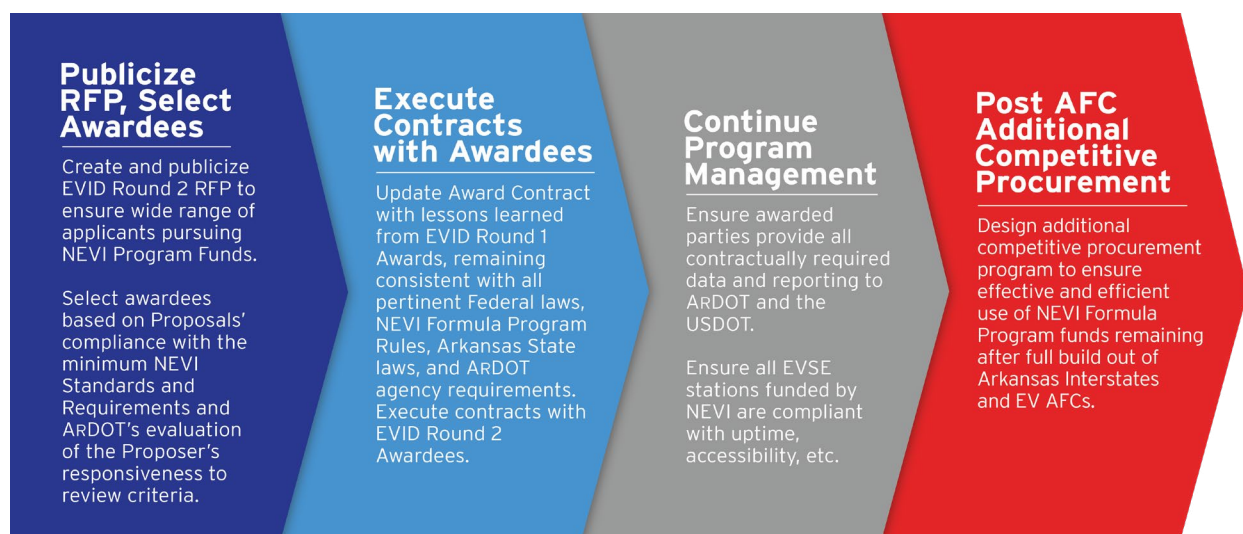 Publicize
RFP, Select
Awardees
Create and publicize
EVID Round 2 RFP to
ensure wide range of
applicants pursuing
NEVI Program Funds.
Select awardees
based on Proposals’
compliance with the
minimum NEVI
Standards and
Requirements and
ARDOT’s evaluation
of the Proposer’s
responsiveness to
review criteria.
Execute
Contracts
with Awardees
Update Award Contract
with lessons learned
from EVID Round 1
Awards, remaining
consistent with all
pertinent Federal laws,
NEVI Formula Program
Rules, Arkansas State
laws, and ARDOT
agency requirements.
Execute contracts with
EVID Round 2
Awardees.
Continue
Program
Management
Ensure awarded
parties provide all
contractually required
data and reporting to
ARDOT and the
USDOT.
Ensure all EVSE
stations funded by
NEVI are compliant
with uptime,
accessibility, etc.
Post AFC
Additional
Competitive
Procurement
Design additional
competitive procurement
program to ensure
effective and efficient
use of NEVI Formula
Program funds remaining
after full build out of
Arkansas Interstates
and EV AFCs.